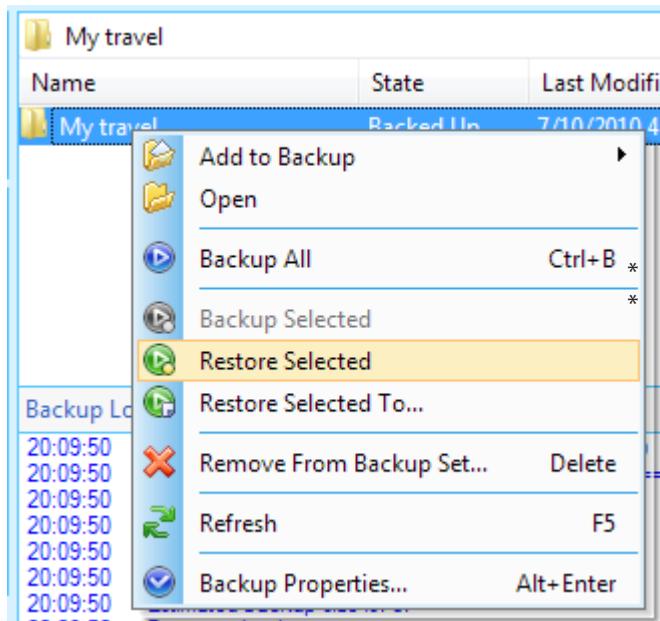 My travel
Name State Last Modifi
My travel Backed Up 7/10/2010 4
Add to Backup
Open
Backup All Ctrl+B *
Backup Selected *
Restore Selected
Restore Selected To...
Backup Lo
Remove From Backup Set... Delete
20:09:50
20:09:50
20:09:50
Refresh F5
20:09:50
20:09:50
20:09:50
Backup Properties... Alt+Enter
20:09:50